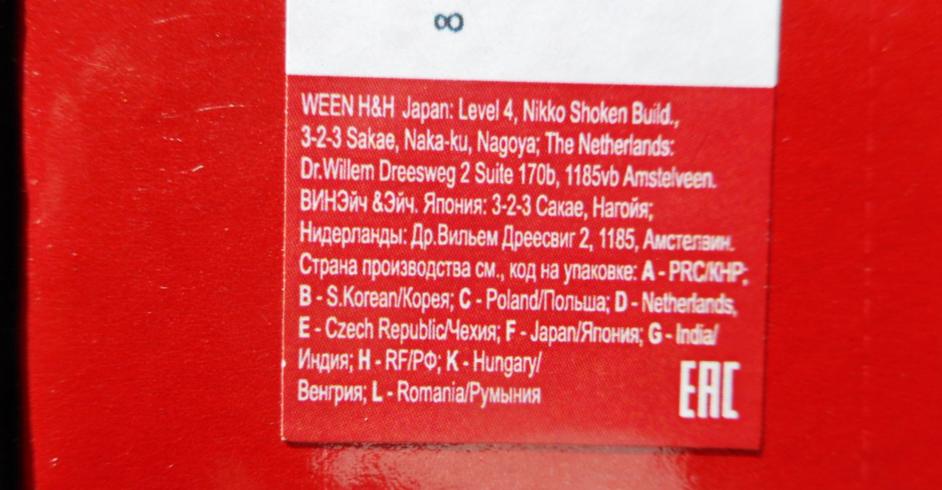 ∞
WEEN H&H Japan: Level 4, Nikko Shoken Build.,
3-2-3 Sakae, Naka-ku, Nagoya; The Netherlands:
Dr.Willem Dreesweg 2 Suite 170b, 1185vb Amstelveen.
ВИНЭйч &Эйч. Япония: 3-2-3 Сакае, Нагойя;
Нидерланды: Др.Вильем Дреесвиг 2, 1185, Амстелвин.
Страна производства см., код на упаковке: A - PRC/КНР;
B - S.Korean/Корея; C - Poland/Польша; D - Netherlands,
E - Czech Republic/Чехия; F - Japan/Япония; G - India/
Индия; H - RF/РФ; K - Hungary/
Венгрия; L - Romania/Румыния
EAC